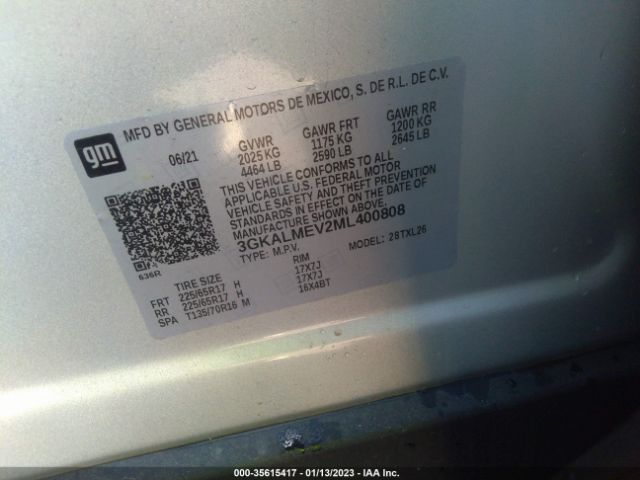 MFD BY GENERAL MOTORS DE MEXICO, S. DE R.L. DE C.V.
gm
06/21
GVWR GAWR FRT GAWR RR
2025 KG 1175 KG 1200 KG
4464 LB 2590 LB 2645 LB
THIS VEHICLE CONFORMS TO ALL
APPLICABLE U.S. FEDERAL MOTOR
VEHICLE SAFETY AND THEFT PREVENTION
STANDARDS IN EFFECT ON THE DATE OF
MANUFACTURE SHOWN ABOVE.
3GKALMEV2ML400808
TYPE: M.P.V. MODEL: 28TXL26
636R
TIRE SIZE RIM
FRT 225/65R17 H 17X7J
RR 225/65R17 H 17X7J
SPA T135/70R16 M 16X4BT
000-35615417 - 01/13/2023 - IAA Inc.